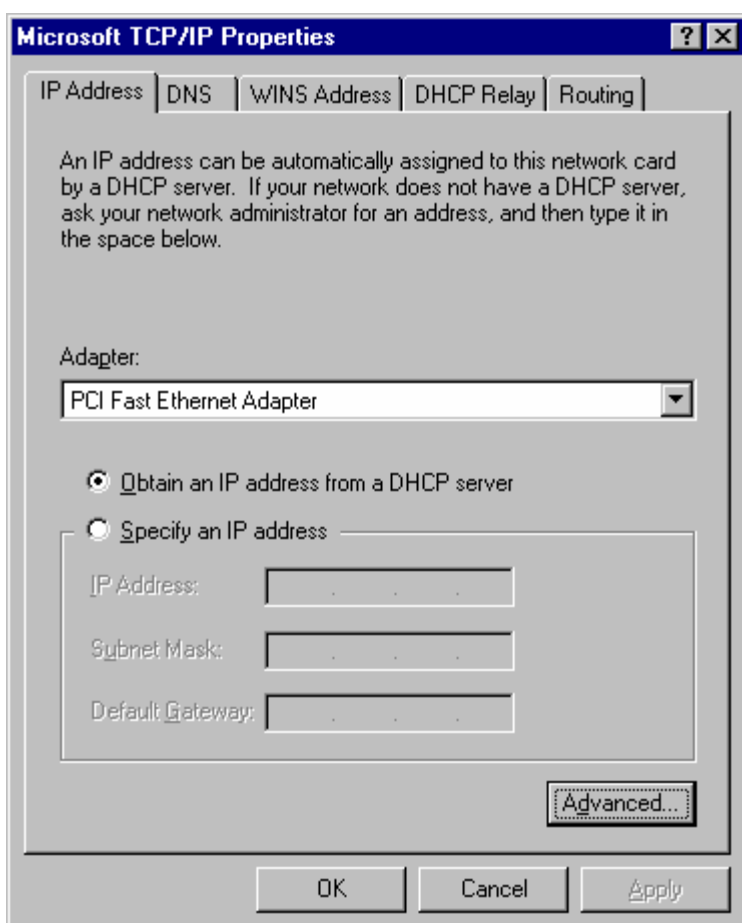 Microsoft TCP/IP Properties
IP Address DNS WINS Address DHCP Relay Routing
An IP address can be automatically assigned to this network card
by a DHCP server. If your network does not have a DHCP server,
ask your network administrator for an address, and then type it in
the space below.
Adapter:
PCI Fast Ethernet Adapter
Obtain an IP address from a DHCP server
Specify an IP address
IP Address:
Subnet Mask:
Default Gateway:
Advanced...
OK Cancel Apply